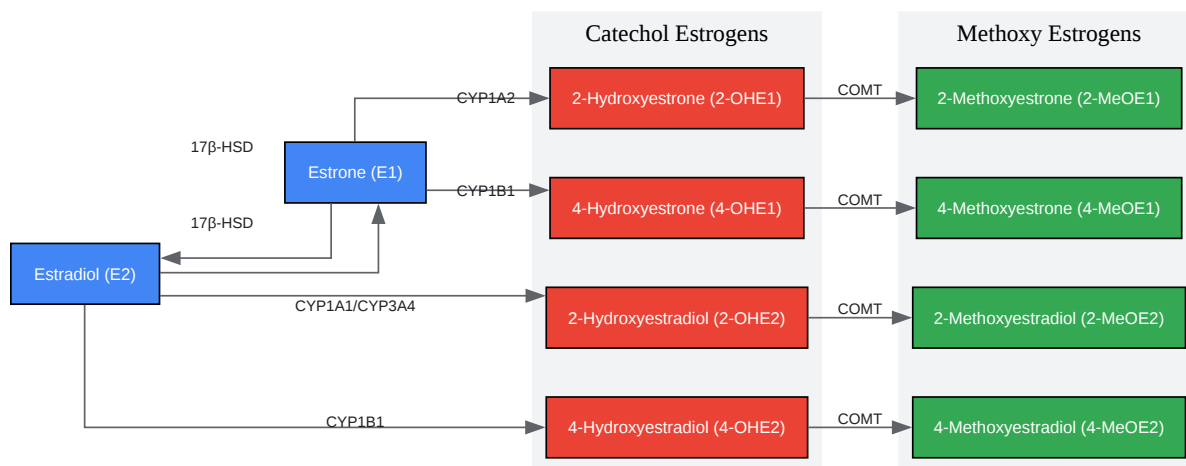 Catechol Estrogens
Methoxy Estrogens
CYP1A2
2-Hydroxyestrone (2-OHE1)
COMT
2-Methoxyestrone (2-MeOE1)
17β-HSD
Estrone (E1)
CYP1B1
4-Hydroxyestrone (4-OHE1)
COMT
4-Methoxyestrone (4-MeOE1)
17β-HSD
Estradiol (E2)
CYP1A1/CYP3A4
2-Hydroxyestradiol (2-OHE2)
COMT
2-Methoxyestradiol (2-MeOE2)
CYP1B1
4-Hydroxyestradiol (4-OHE2)
COMT
4-Methoxyestradiol (4-MeOE2)